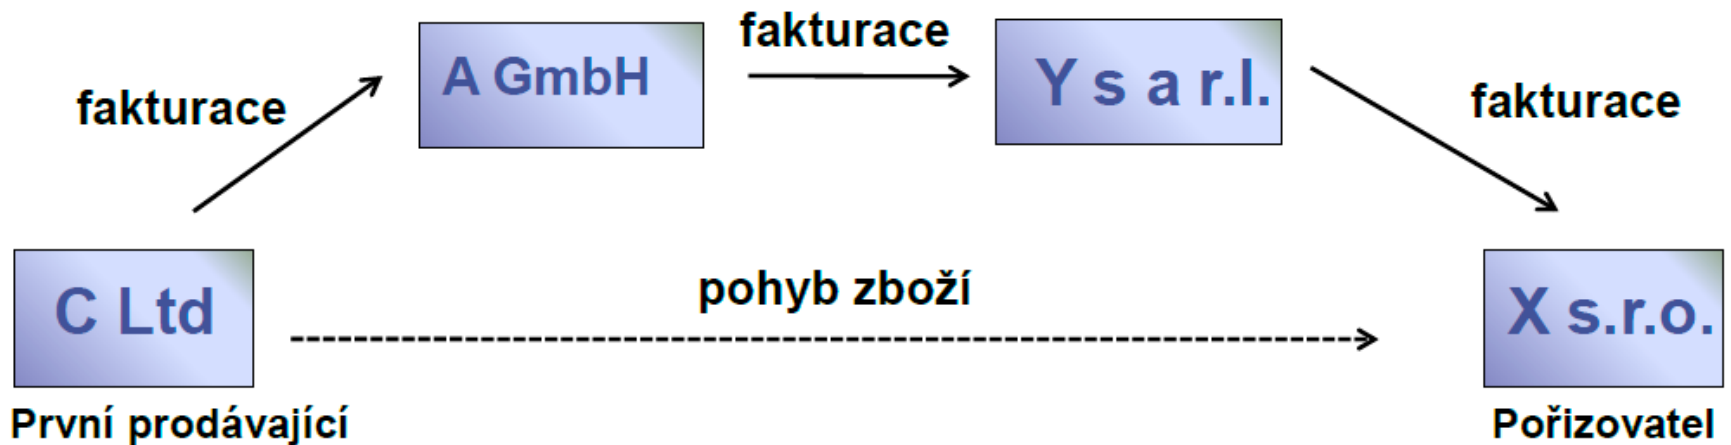 fakturace
A GmbH
fakturace
Y s a r.l.
fakturace
C Ltd
pohyb zboží
X s.r.o.
První prodávající
Pořizovatel